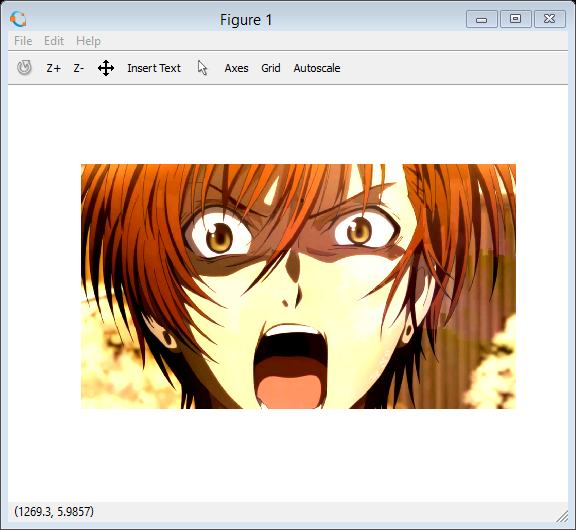 Figure 1
File Edit Help
Z+ Z- Insert Text Axes Grid Autoscale
(1269.3, 5.9857)